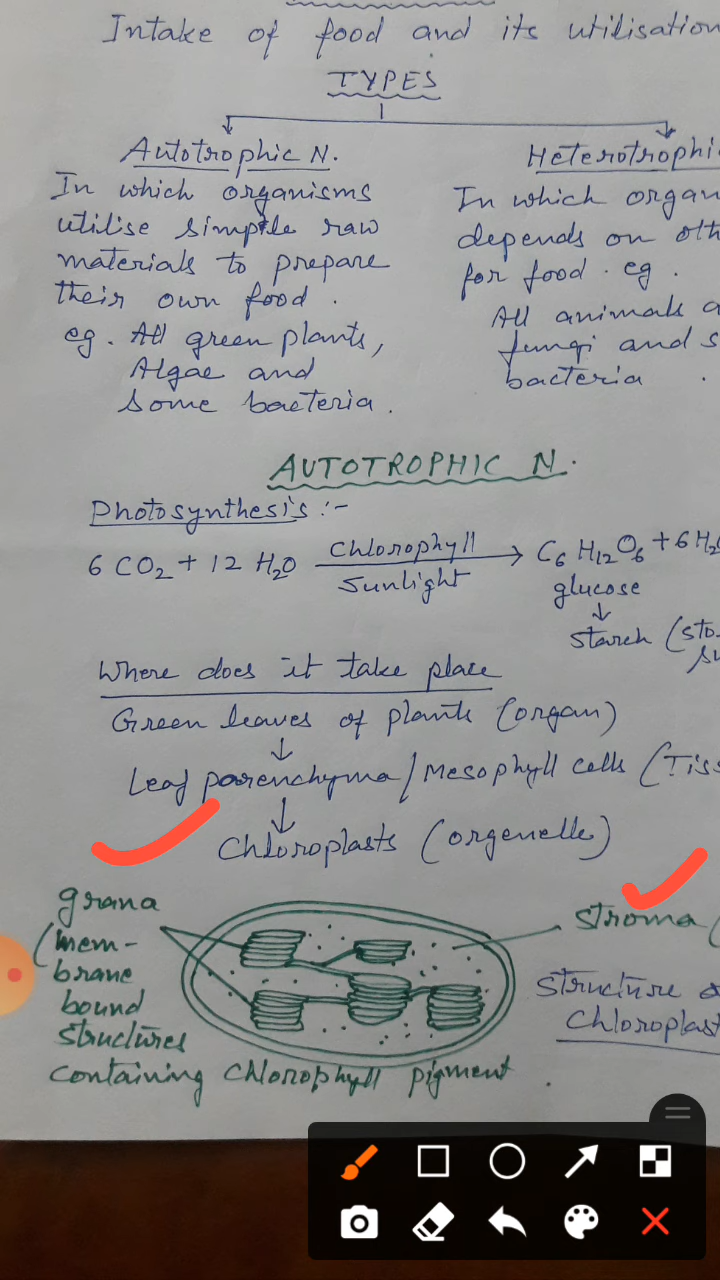 Intake of food and its utilisation
TYPES
Autotrophic N.
In which organisms
utilise simple raw
materials to prepare
their own food.
eg. All green plants,
Algae and
Some bacteria.
Heterotrophi
In which organ
depends on oth
for food. eg.
All animals a
fungi and s
bacteria.
AUTOTROPHIC N.
Photosynthesis :-
6 CO2 + 12 H2O Chlorophyll Sunlight → C6 H12 O6 + 6 H2O
glucose
↓
Starch (sto
Where does it take place
Green leaves of plants (organ)
↓
Leaf parenchyma / Mesophyll cells (Tiss
↓
Chloroplasts (orgenelle)
grana
(mem-
brane
bound
structures
containing chlorophyll pigment.
Stroma (
Structure o
Chloroplast